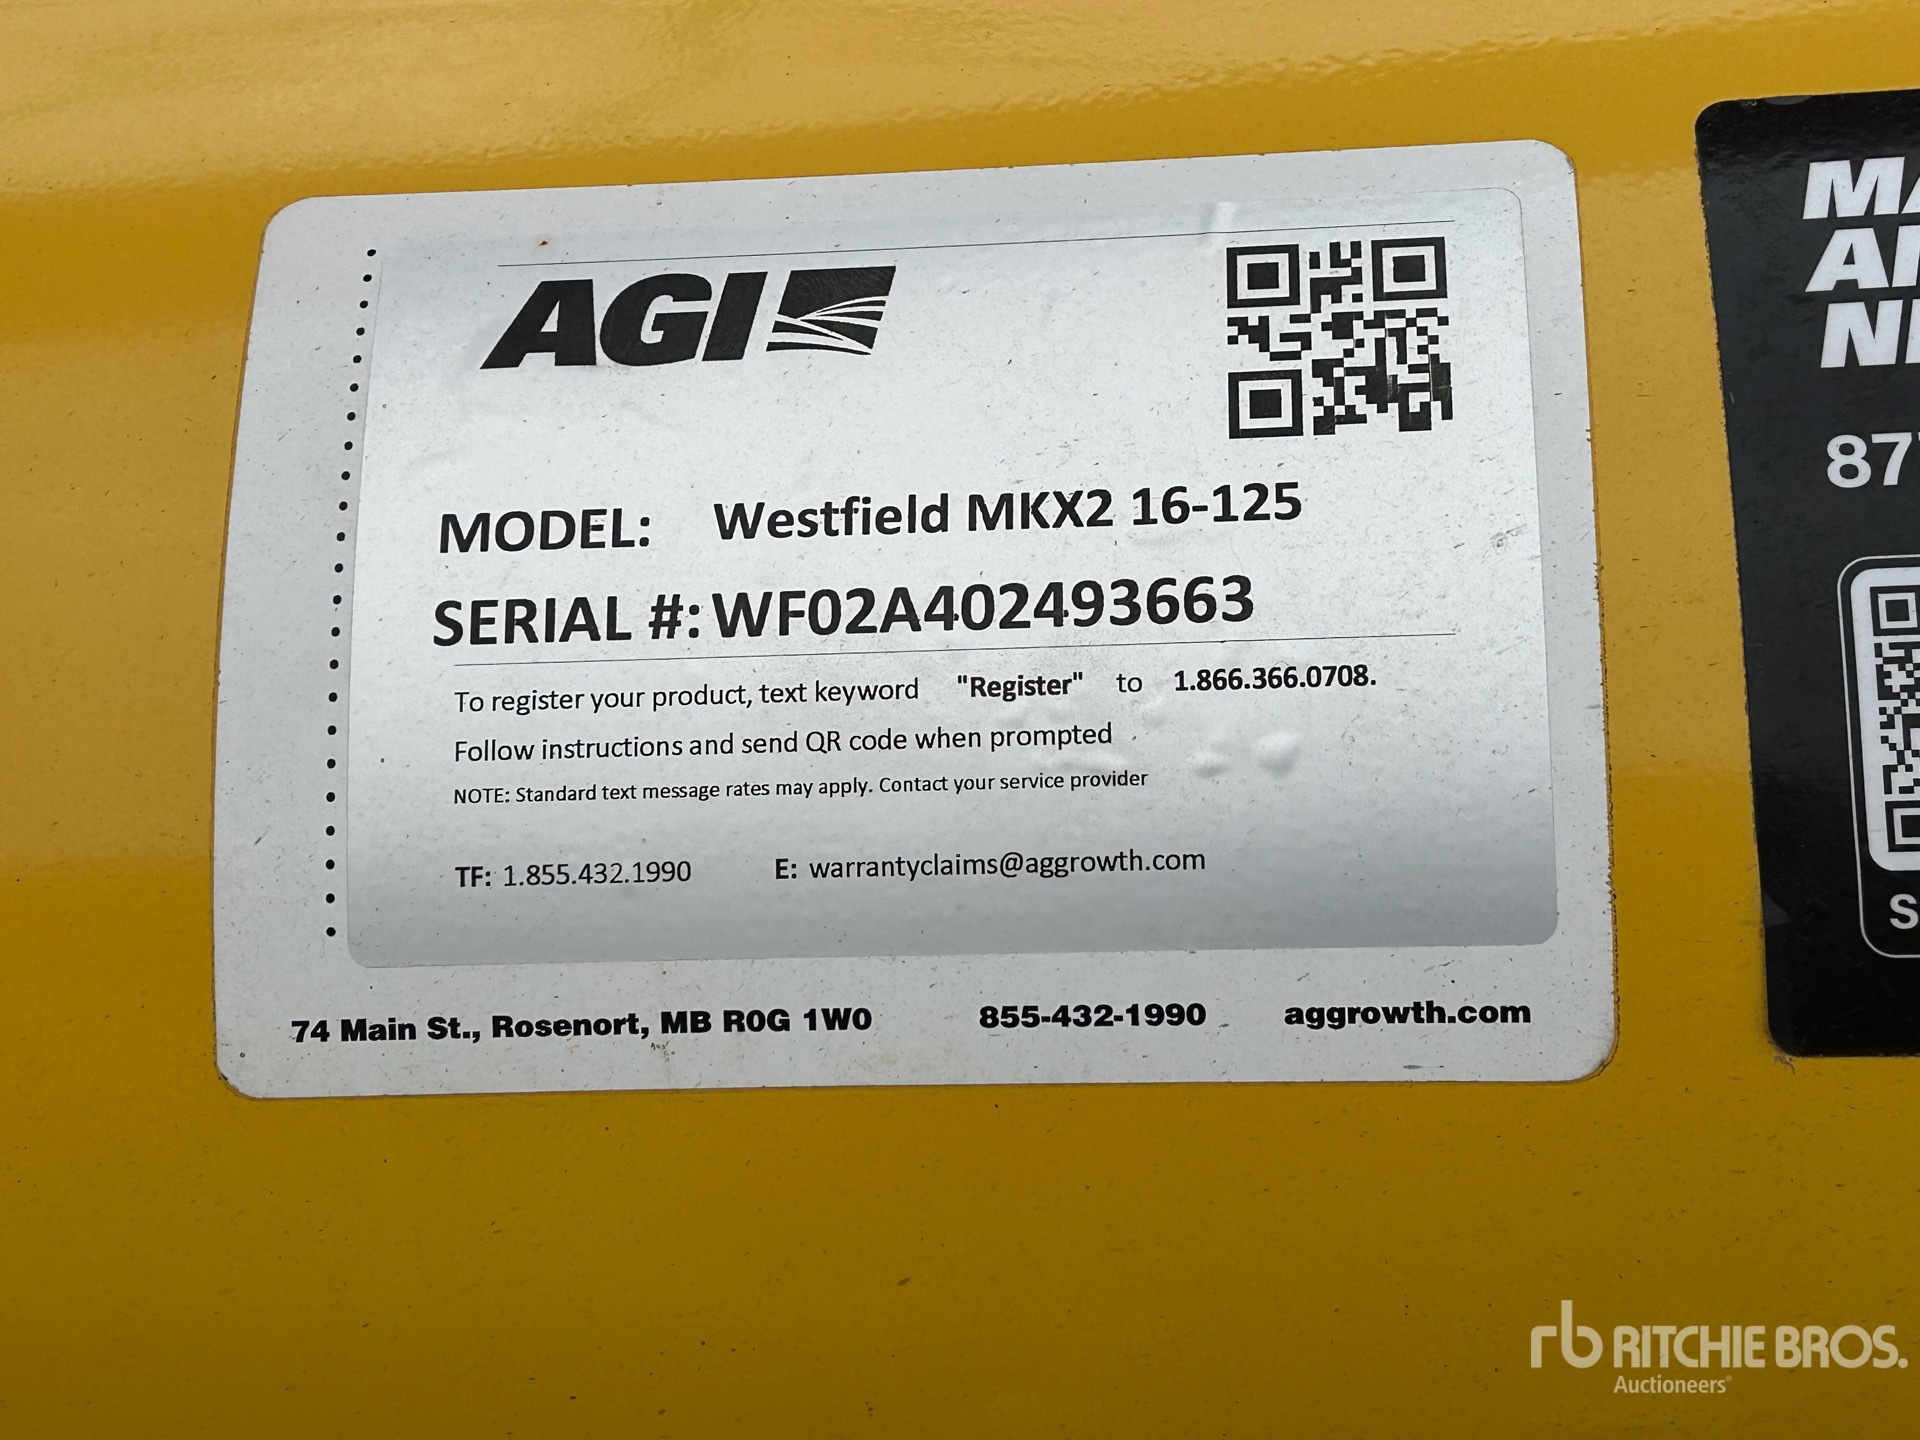 AGI
MODEL: Westfield MKX2 16-125
SERIAL #: WF02A402493663
To register your product, text keyword "Register" to 1.866.366.0708.
Follow instructions and send QR code when prompted
NOTE: Standard text message rates may apply. Contact your service provider
TF: 1.855.432.1990 E: warrantyclaims@aggrowth.com
74 Main St., Rosenort, MB R0G 1W0 855-432-1990 aggrowth.com
rb RITCHIE BROS.
Auctioneers